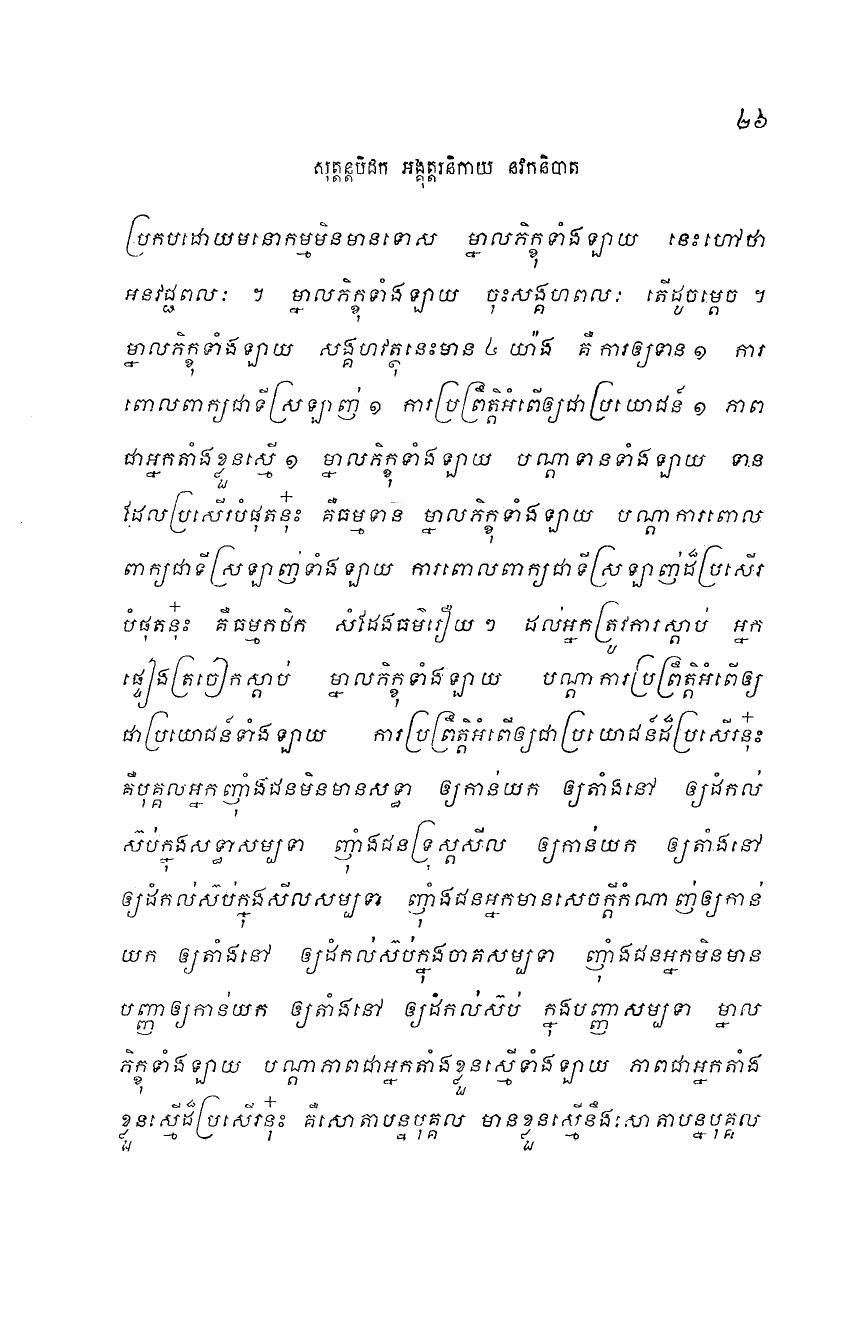 ២៦
សុត្តន្តបិដក អង្គុត្តរនិកាយ នវកនិបាត
ប្រកបដោយមនោកម្មមិនមានទោស ម្នាលភិក្ខុទាំងឡាយ នេះហៅថា
អនវជ្ជពលៈ ។ ម្នាលភិក្ខុទាំងឡាយ ចុះសង្គហពលៈ តើដូចម្តេច ។
ម្នាលភិក្ខុទាំងឡាយ សង្គហវត្ថុនេះមាន ៤ យ៉ាង គឺ ការឲ្យទាន ១ ការ
ពោលពាក្យជាទីស្រឡាញ់ ១ ការប្រព្រឹត្តិអំពើឲ្យជាប្រយោជន៍ ១ ភាព
ជាអ្នកតាំងខ្លួនស្មើ ១ ម្នាលភិក្ខុទាំងឡាយ បណ្តាទានទាំងឡាយ ទាន
ដែលប្រសើរបំផុតនុ៎ះ គឺធម្មទាន ម្នាលភិក្ខុទាំងឡាយ បណ្តាការពោល
ពាក្យជាទីស្រឡាញ់ទាំងឡាយ ការពោលពាក្យជាទីស្រឡាញ់ដ៏ប្រសើរ
បំផុតនុ៎ះ គឺធម្មកថិក សំដែងធម៌រឿយ ៗ ដល់អ្នកត្រូវការស្តាប់ អ្នក
ផ្ទៀងត្រចៀកស្តាប់ ម្នាលភិក្ខុទាំងឡាយ បណ្តាការប្រព្រឹត្តិអំពើឲ្យ
ជាប្រយោជន៍ទាំងឡាយ ការប្រព្រឹត្តិអំពើឲ្យជាប្រយោជន៍ដ៏ប្រសើរនុ៎ះ
គឺបុគ្គលអ្នកញុំាងជនមិនមានសទ្ធា ឲ្យកាន់យក ឲ្យតាំងនៅ ឲ្យដំកល់
ស៊ប់ក្នុងសទ្ធាសម្បទា ញុំាងជនទ្រុស្តសីល ឲ្យកាន់យក ឲ្យតាំងនៅ
ឲ្យដំកល់ស៊ប់ក្នុងសីលសម្បទា ញុំាងជនអ្នកមានសេចក្តីកំណាញ់ឲ្យកាន់
យក ឲ្យតាំងនៅ ឲ្យដំកល់ស៊ប់ក្នុងចាគសម្បទា ញុំាងជនអ្នកមិនមាន
បញ្ញាឲ្យកាន់យក ឲ្យតាំងនៅ ឲ្យដំកល់ស៊ប់ ក្នុងបញ្ញាសម្បទា ម្នាល
ភិក្ខុទាំងឡាយ បណ្តាភាពជាអ្នកតាំងខ្លួនស្មើទាំងឡាយ ភាពជាអ្នកតាំង
ខ្លួនស្មើដ៏ប្រសើរនុ៎ះ គឺសោតាបន្នបុគ្គល មានខ្លួនស្មើនឹងសោតាបន្នបុគ្គល